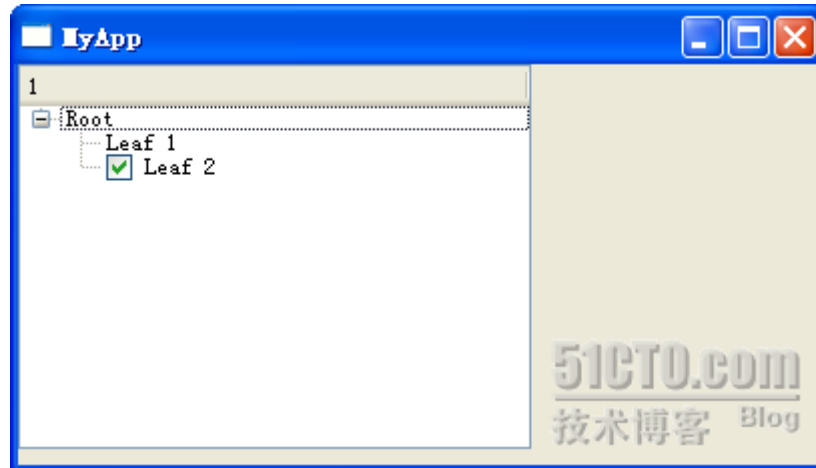 MyApp
1
Root
Leaf 1
Leaf 2
51CTO.com
技术博客 Blog